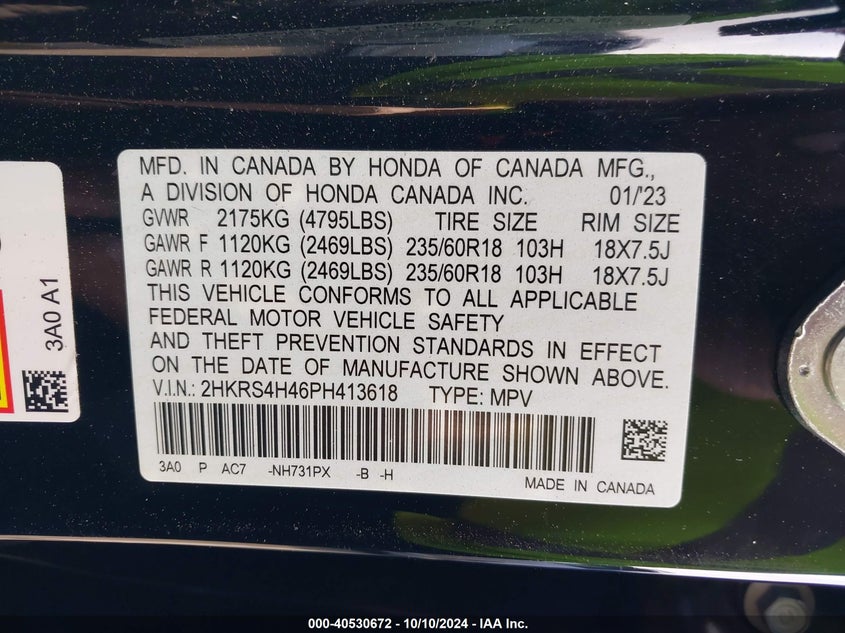 MFD. IN CANADA BY HONDA OF CANADA MFG.,
A DIVISION OF HONDA CANADA INC. 01/'23
GVWR 2175KG (4795LBS) TIRE SIZE RIM SIZE
GAWR F 1120KG (2469LBS) 235/60R18 103H 18X7.5J
GAWR R 1120KG (2469LBS) 235/60R18 103H 18X7.5J
THIS VEHICLE CONFORMS TO ALL APPLICABLE
FEDERAL MOTOR VEHICLE SAFETY
AND THEFT PREVENTION STANDARDS IN EFFECT
ON THE DATE OF MANUFACTURE SHOWN ABOVE.
V.I.N.: 2HKRS4H46PH413618 TYPE: MPV
3A0 P AC7 -NH731PX -B -H
MADE IN CANADA
3A0 A1
000-40530672 - 10/10/2024 - IAA Inc.